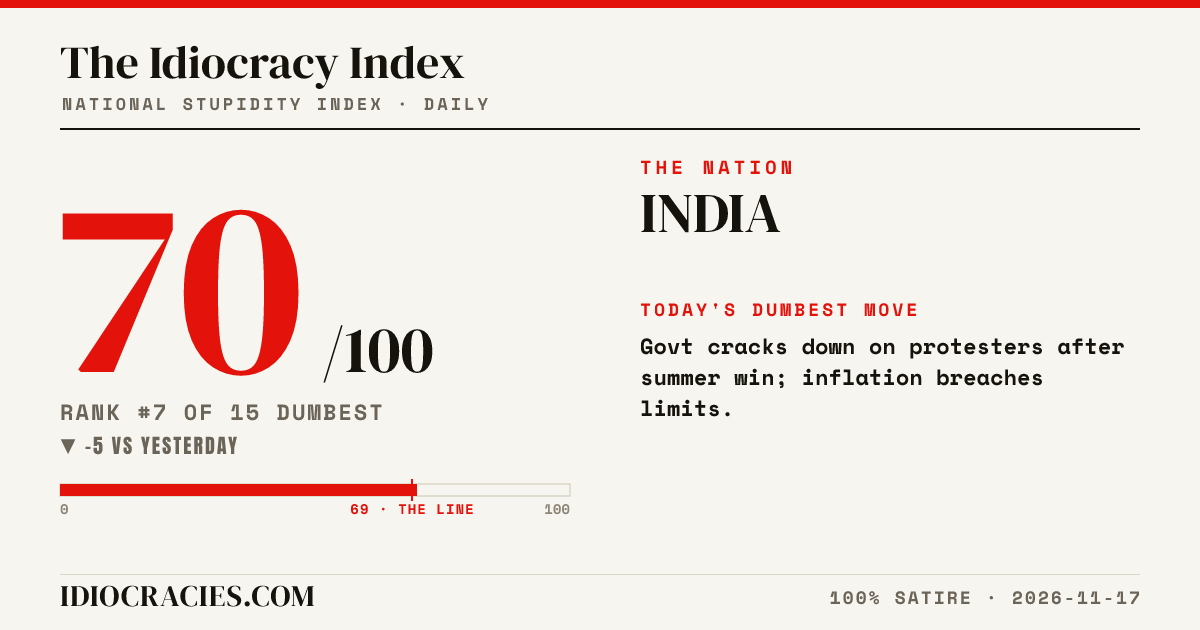 The Idiocracy Index
NATIONAL STUPIDITY INDEX · DAILY
70 /100
RANK #7 OF 15 DUMBEST
▼ -5 VS YESTERDAY
0 69 · THE LINE 100
THE NATION
INDIA
TODAY'S DUMBEST MOVE
Govt cracks down on protesters after
summer win; inflation breaches
limits.
IDIOCRACIES.COM
100% SATIRE · 2026-11-17